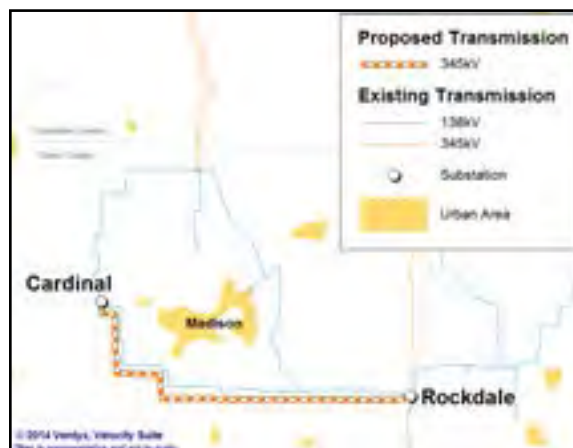 Proposed Transmission
345kV
Existing Transmission
138kV
345kV
Substation
Urban Area
Cardinal
Madison
Rockdale
© 2014 Ventyx, Velocity Suite